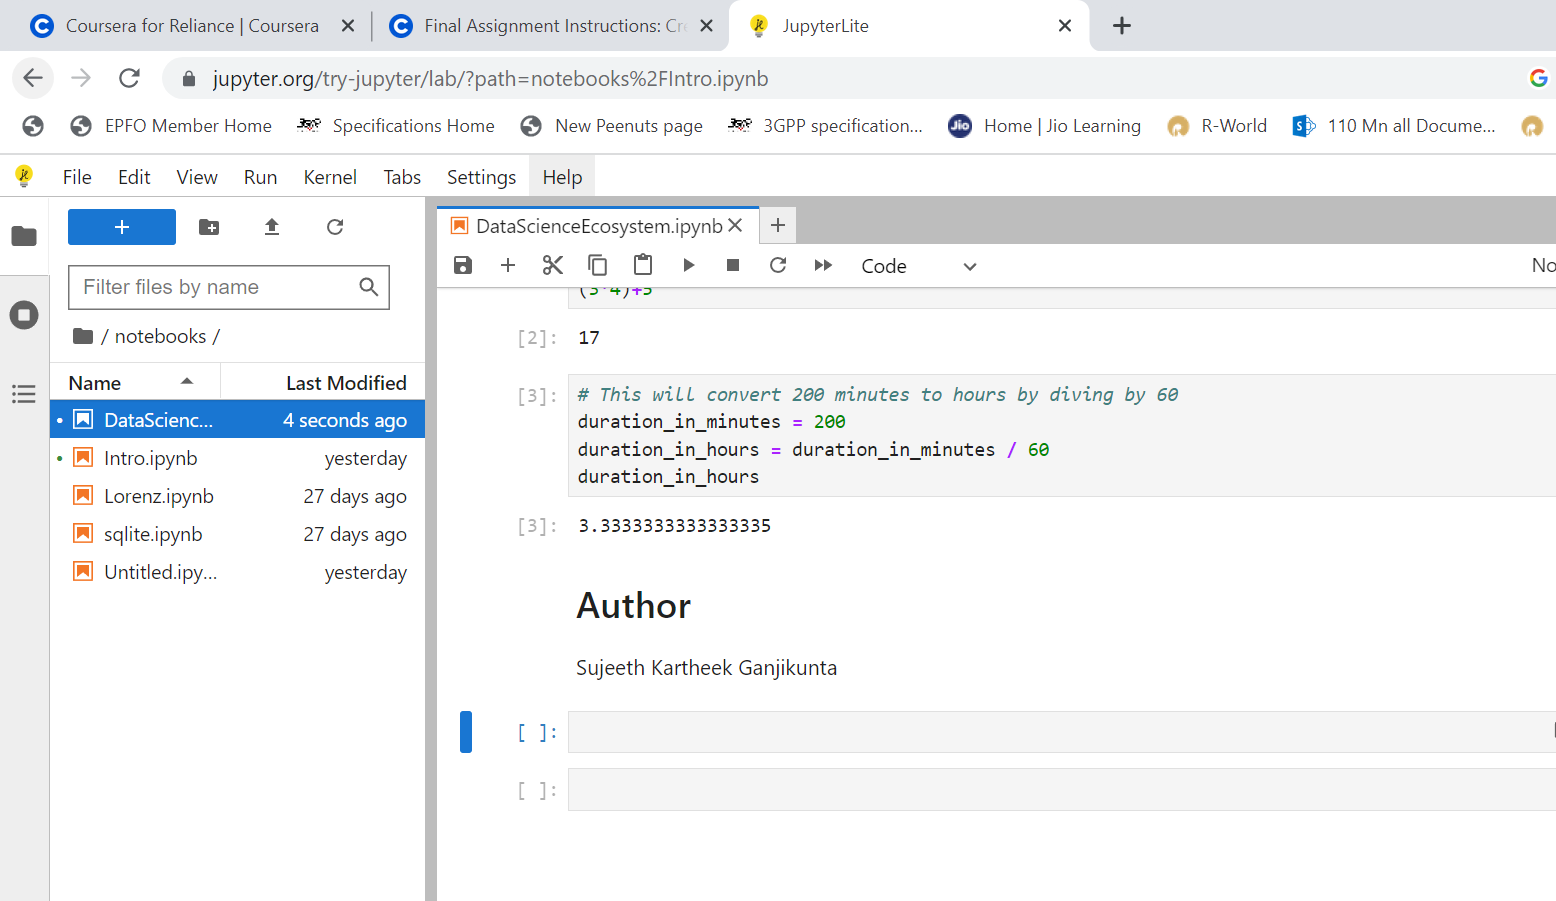 Coursera for Reliance | Coursera
Final Assignment Instructions: Cre
JupyterLite
jupyter.org/try-jupyter/lab/?path=notebooks%2FIntro.ipynb
EPFO Member Home
Specifications Home
New Peenuts page
3GPP specification...
Jio
Home | Jio Learning
R-World
110 Mn all Docume...
File Edit View Run Kernel Tabs Settings Help
DataScienceEcosystem.ipynb
Filter files by name
/ notebooks /
Name Last Modified
DataScienc... 4 seconds ago
Intro.ipynb yesterday
Lorenz.ipynb 27 days ago
sqlite.ipynb 27 days ago
Untitled.ipy... yesterday
Code
No
(3*4)+5
[2]: 17
[3]: # This will convert 200 minutes to hours by diving by 60
duration_in_minutes = 200
duration_in_hours = duration_in_minutes / 60
duration_in_hours
[3]: 3.3333333333333335
Author
Sujeeth Kartheek Ganjikunta
[ ]:
[ ]: